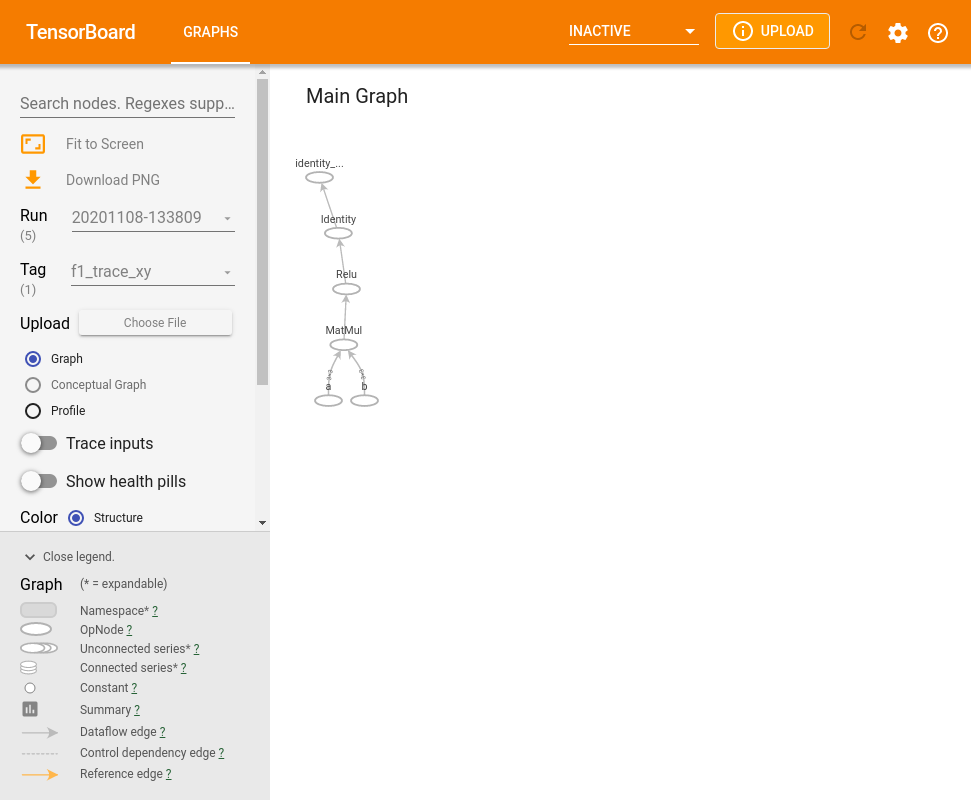 TensorBoard
GRAPHS
INACTIVE
UPLOAD
Search nodes. Regexes supp...
Fit to Screen
Download PNG
Run
(5)
20201108-133809
Tag
(1)
f1_trace_xy
Upload
Choose File
Graph
Conceptual Graph
Profile
Trace inputs
Show health pills
Color
Structure
Close legend.
Graph
(* = expandable)
Namespace* ?
OpNode ?
Unconnected series* ?
Connected series* ?
Constant ?
Summary ?
Dataflow edge ?
Control dependency edge ?
Reference edge ?
Main Graph
identity_...
Identity
Relu
MatMul
a
b